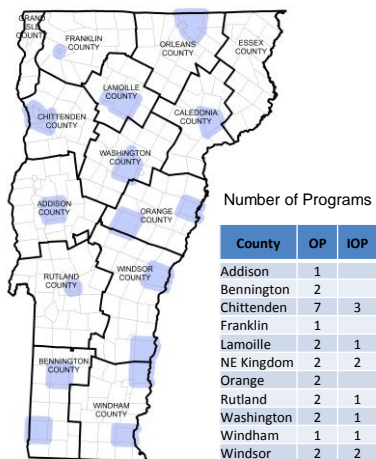 GRAND
ISLE
COUNTY
FRANKLIN
COUNTY
ORLEANS
COUNTY
ESSEX
COUNTY
LAMOILLE
COUNTY
CHITTENDEN
COUNTY
CALEDONIA
COUNTY
WASHINGTON
COUNTY
ADDISON
COUNTY
ORANGE
COUNTY
RUTLAND
COUNTY
WINDSOR
COUNTY
BENNINGTON
COUNTY
WINDHAM
COUNTY
Number of Programs
County OP IOP
Addison 1
Bennington 2
Chittenden 7 3
Franklin 1
Lamoille 2 1
NE Kingdom 2 2
Orange 2
Rutland 2 1
Washington 2 1
Windham 1 1
Windsor 2 2